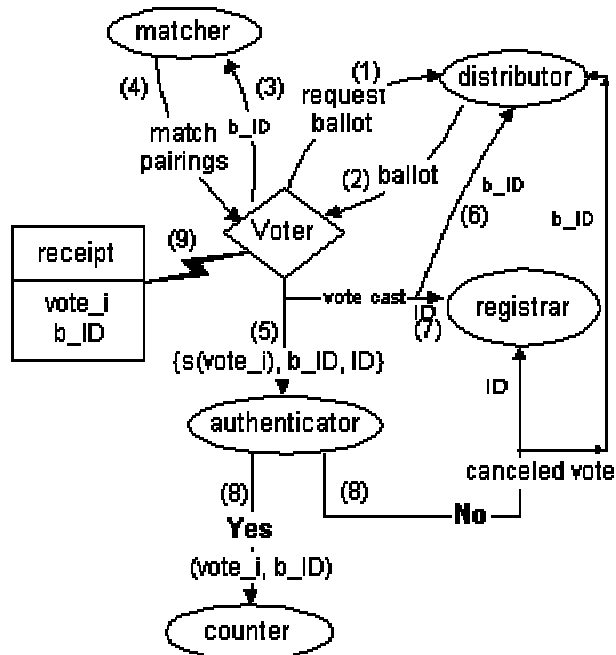 matcher
(1)
distributor
(4)
(3)
request
ballot
match
pairings
b_ID
(2)
ballot
b_ID
(6)
b_ID
Voter
(9)
receipt
vote_i
b_ID
vote cast
ID
(7)
registrar
(5)
{s(vote_i), b_ID, ID}
ID
authenticator
canceled vote
(8)
(8)
Yes
No
(vote_i, b_ID)
counter